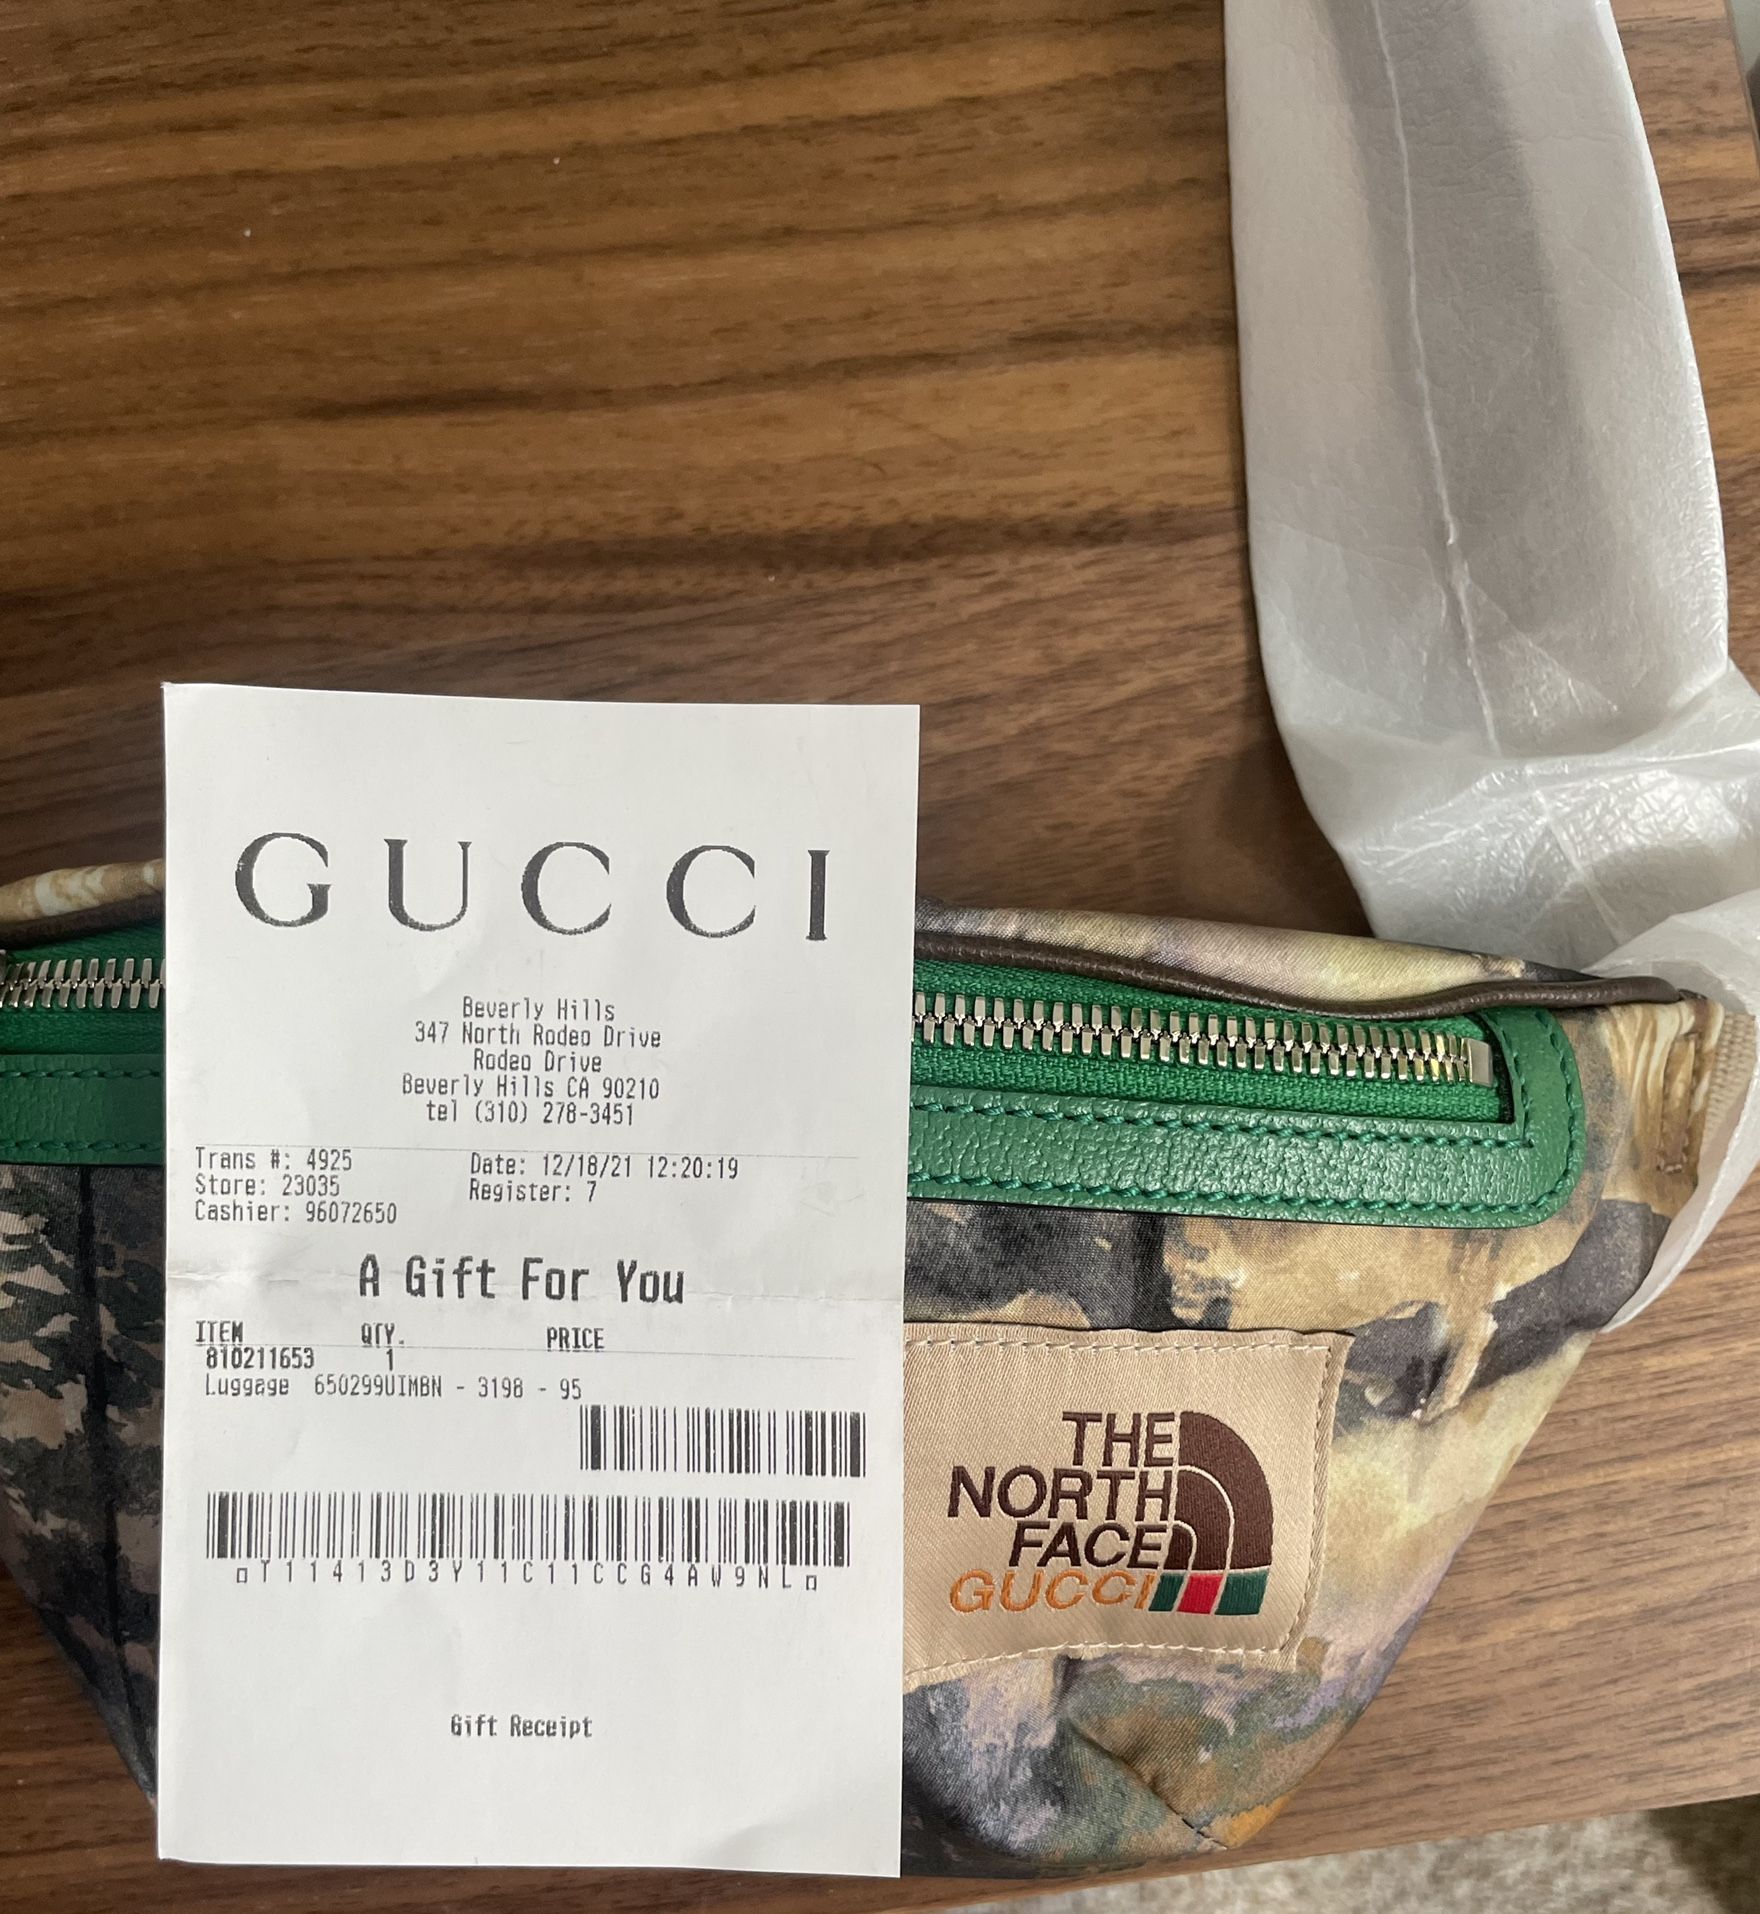 GUCCI
Beverly Hills
347 North Rodeo Drive
Rodeo Drive
Beverly Hills CA 90210
tel (310) 278-3451
Trans #: 4925 Date: 12/18/21 12:20:19
Store: 23035 Register: 7
Cashier: 96072650
A Gift For You
ITEM QTY. PRICE
810211653 1
Luggage 650299UIMBN - 3198 - 95
T11413D3Y11C11CCG4AW9NL
Gift Receipt
THE
NORTH
FACE
GUCCI